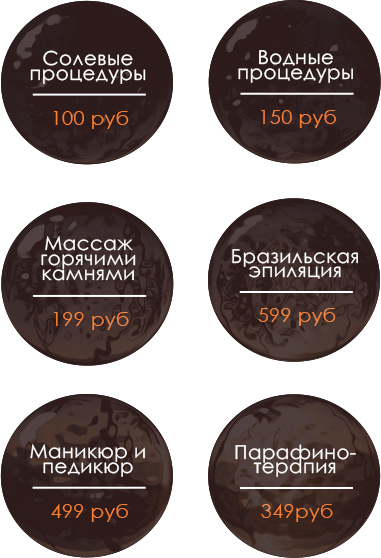 Солевые
процедуры
100 руб
Водные
процедуры
150 руб
Массаж
горячими
камнями
199 руб
Бразильская
эпиляция
599 руб
Маникюр и
педикюр
499 руб
Парафино-
терапия
349руб